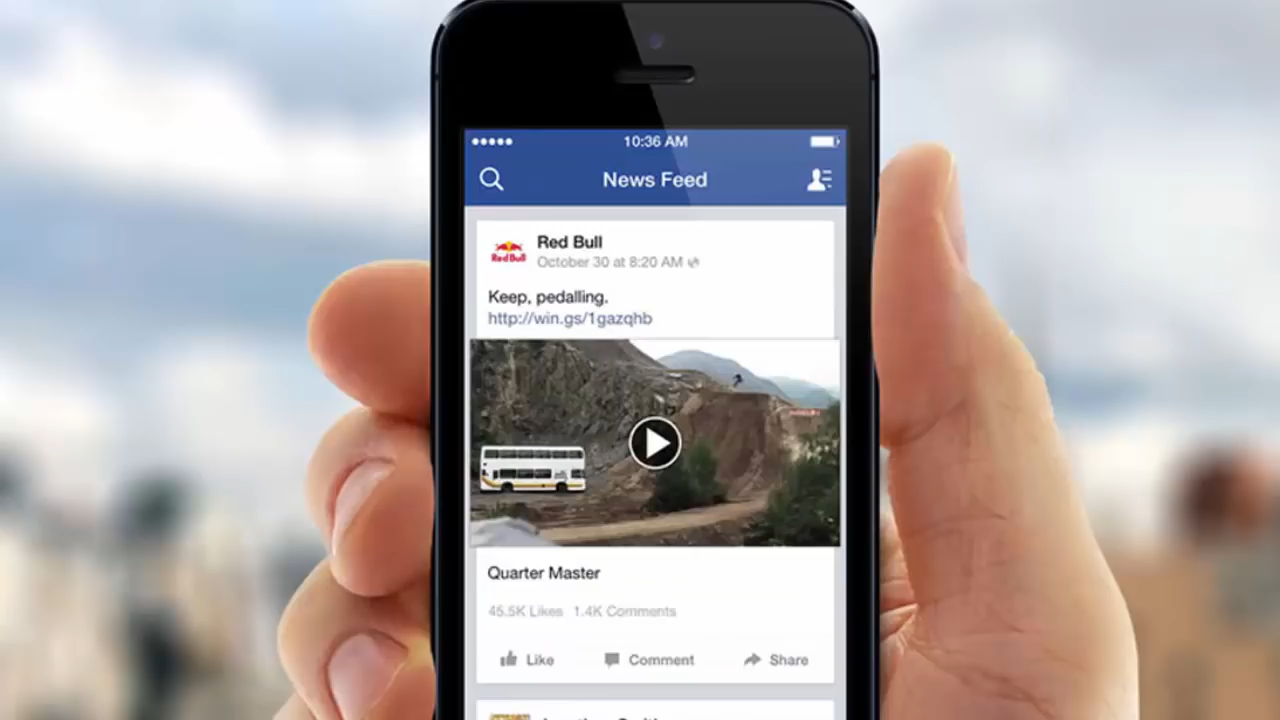 10:36 AM
News Feed
Red Bull
Red Bull
October 30 at 8:20 AM
Keep, pedalling.
http://win.gs/1gazqhb
Quarter Master
45.5K Likes 1.4K Comments
Like Comment Share